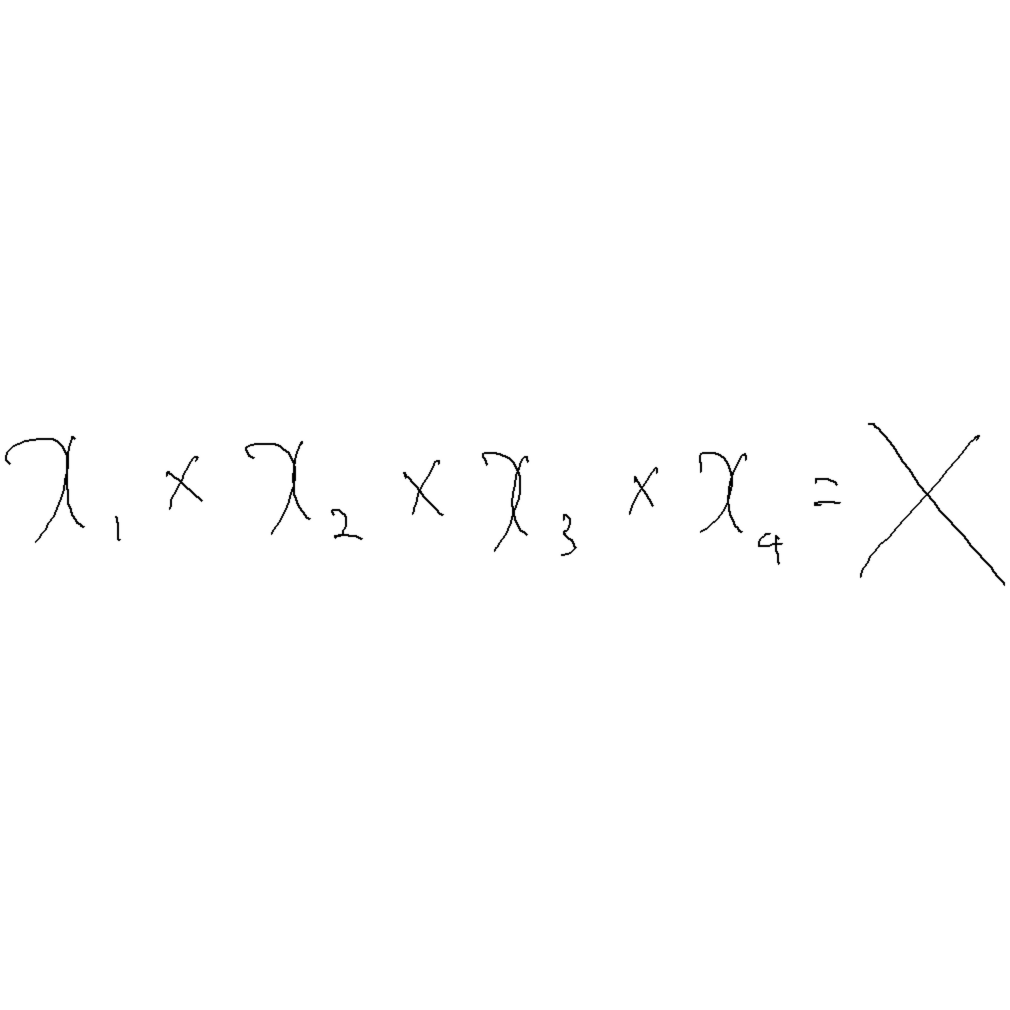 x₁ × x₂ × x₃ × x₄ = X